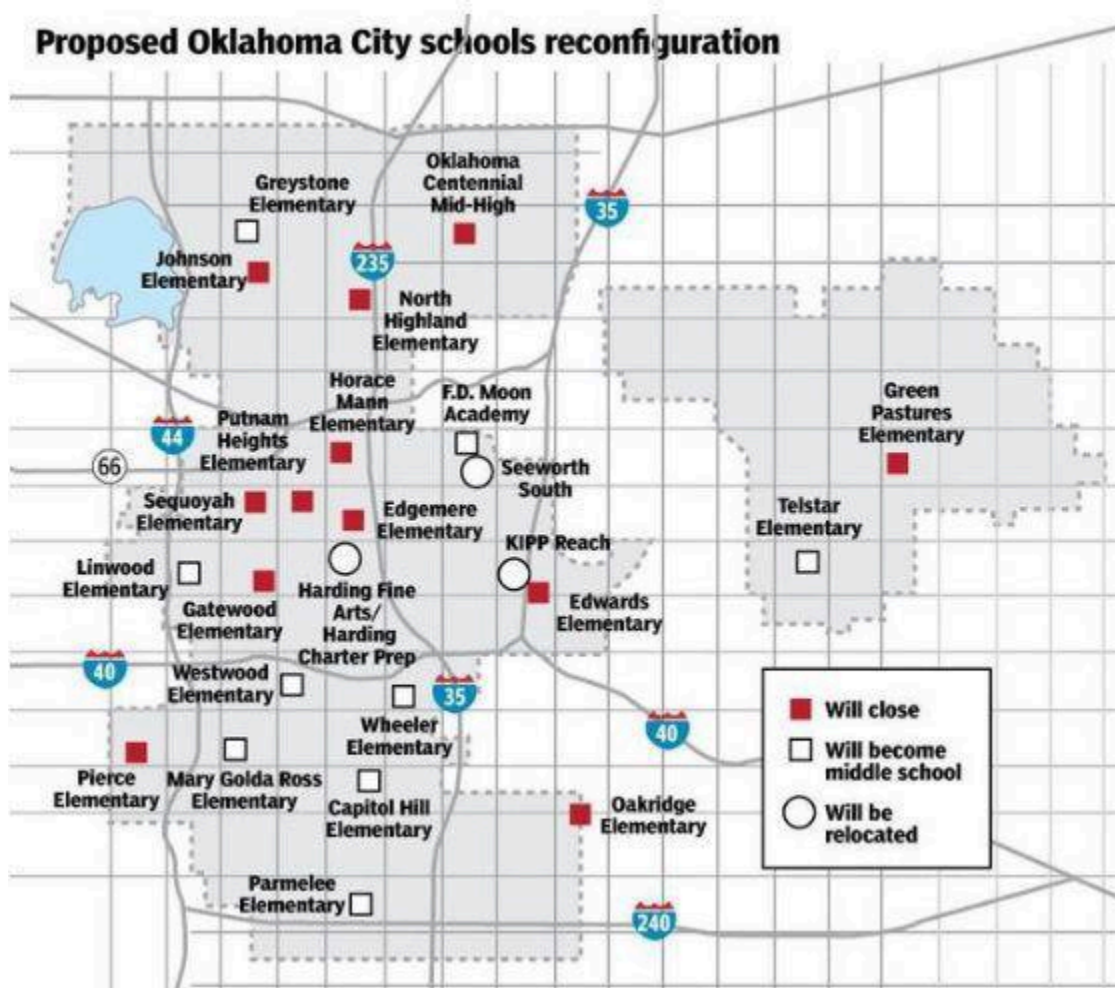 Proposed Oklahoma City schools reconfiguration
Oklahoma
Centennial
Mid-High
Greystone
Elementary
35
Johnson
Elementary
235
North
Highland
Elementary
Horace
Mann
Elementary
F.D. Moon
Academy
Green
Pastures
Elementary
Putnam
Heights
Elementary
44
66
Seeworth
South
Sequoyah
Elementary
Edgemere
Elementary
Telstar
Elementary
KIPP Reach
Linwood
Elementary
Gatewood
Elementary
Harding Fine
Arts/
Harding
Charter Prep
Edwards
Elementary
40
Westwood
Elementary
35
Wheeler
Elementary
40
Pierce
Elementary
Mary Golda Ross
Elementary
Capitol Hill
Elementary
Oakridge
Elementary
Parmelee
Elementary
240
Will close
Will become
middle school
Will be
relocated